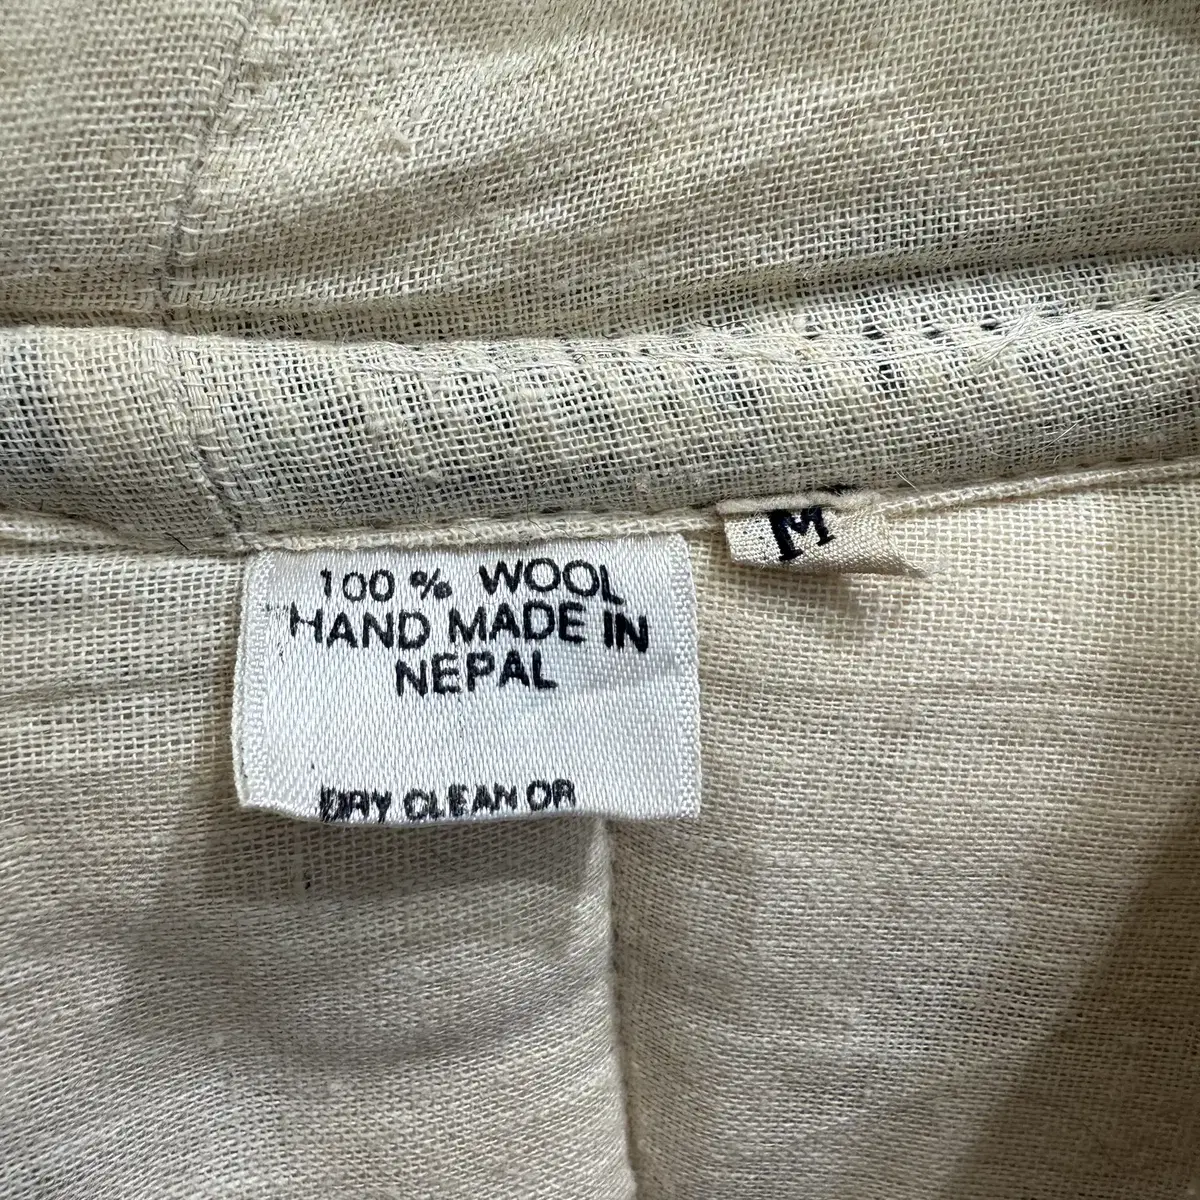 M
100 % WOOL
HAND MADE IN
NEPAL
DRY CLEAN OR